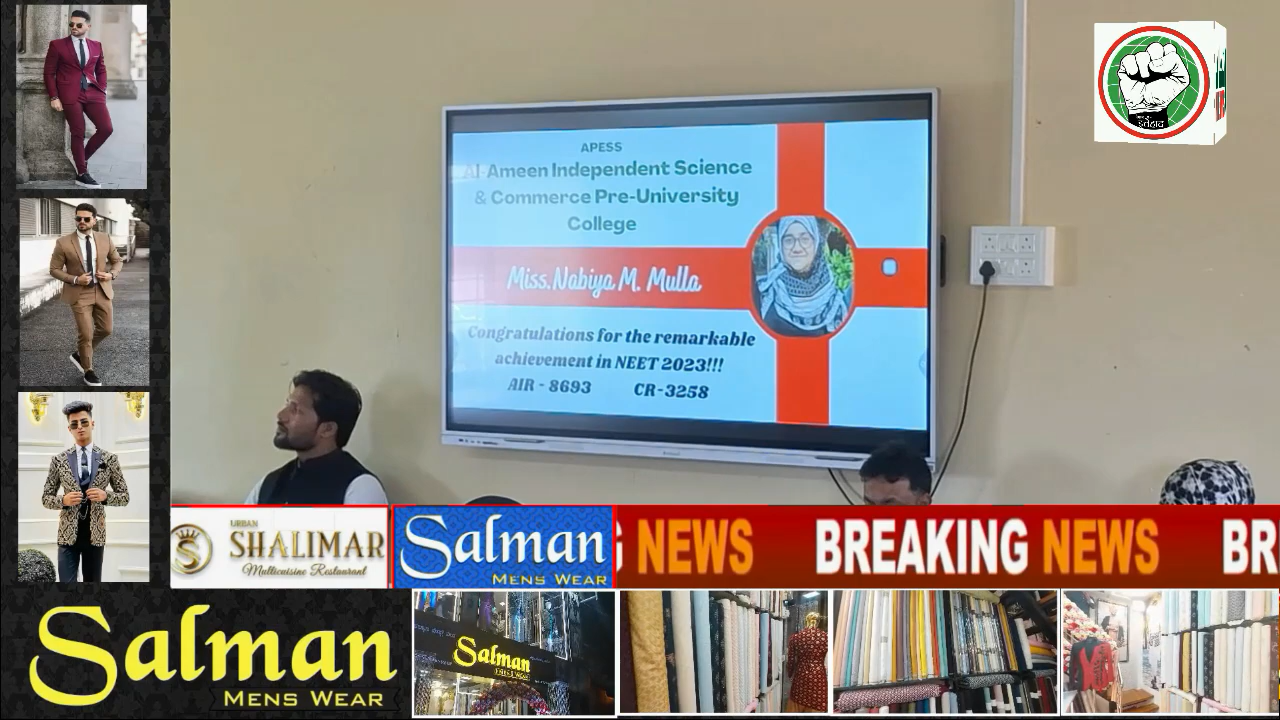 APESS
Al-Ameen Independent Science
& Commerce Pre-University
College
Miss. Nabiya M. Mulla
Congratulations for the remarkable
achievement in NEET 2023!!!
AIR - 8693 CR-3258
URBAN
SHALIMAR
Multicuisine Restaurant
Salman
MENS WEAR
G NEWS BREAKING NEWS BR
Salman
MENS WEAR
Salman